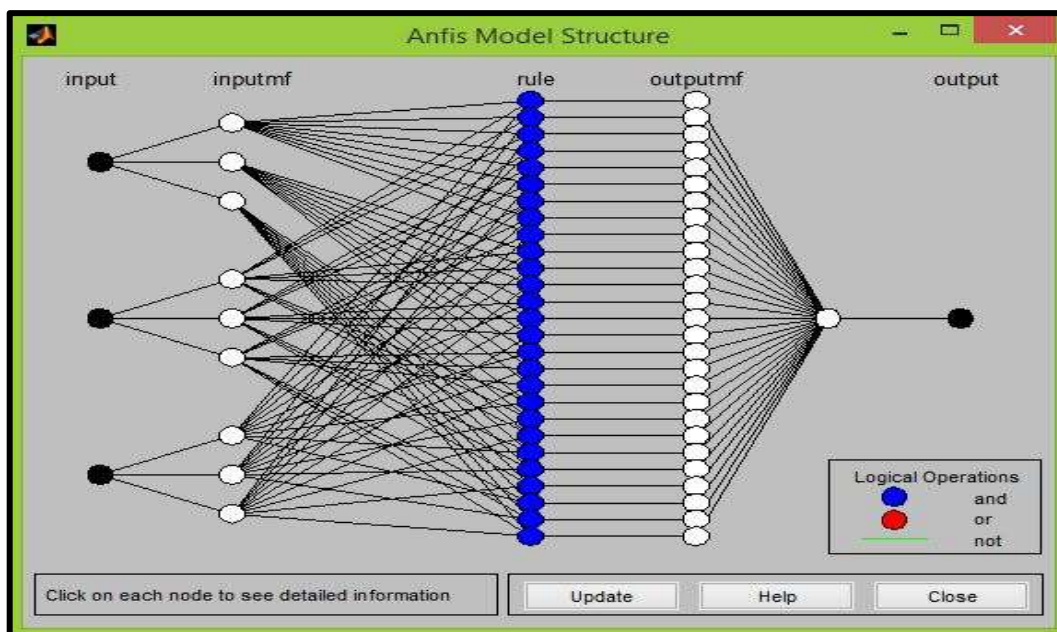 Anfis Model Structure
input inputmf rule outputmf output
Logical Operations
and
or
not
Click on each node to see detailed information
Update Help Close